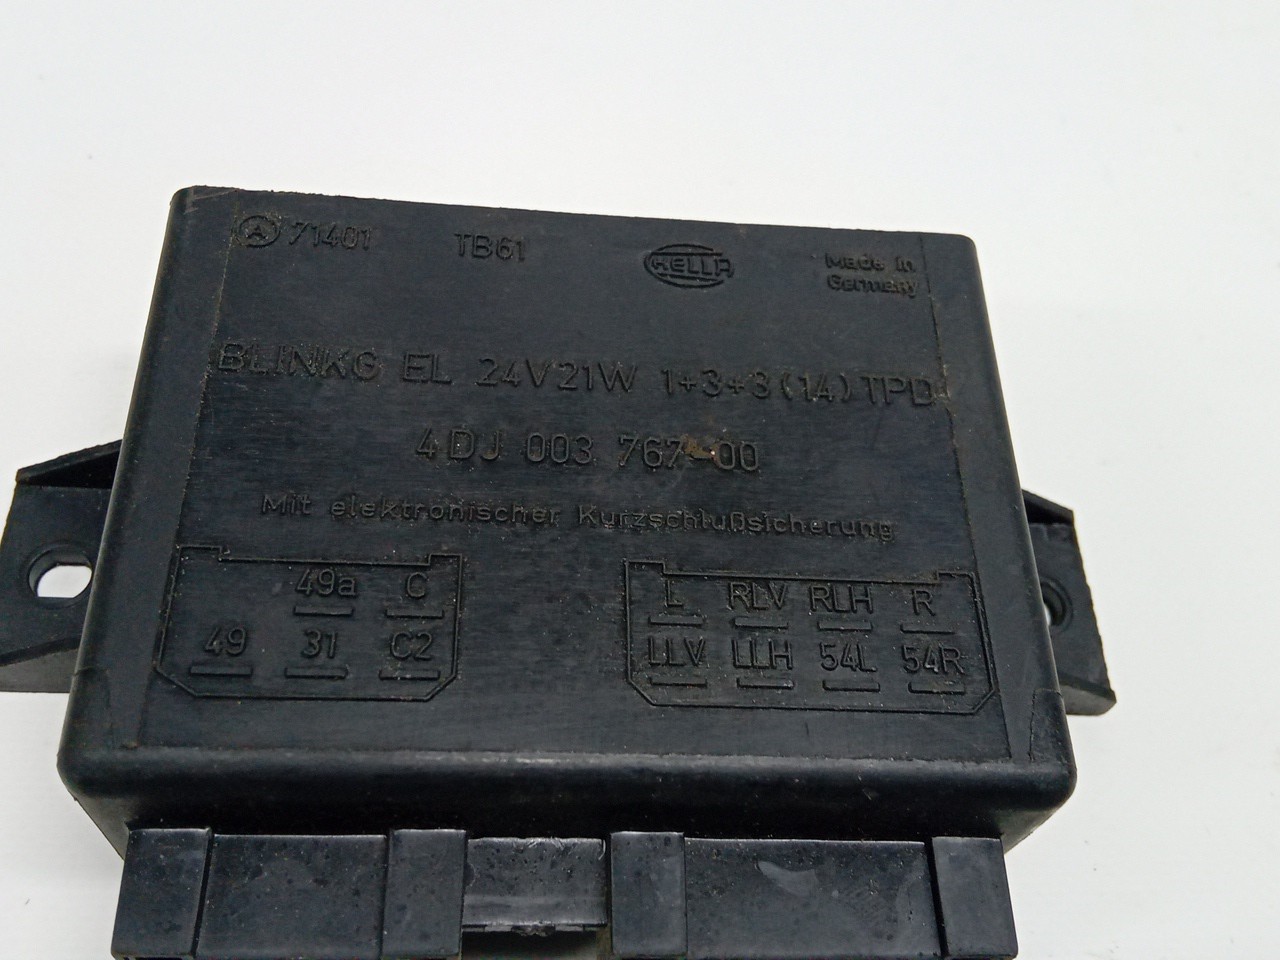 A 71401 TB61 HELLA Made in
Germany
BLINKG EL 24V21W 1+3+3(14)TPD
4DJ 003 767-00
Mit elektronischer Kurzschlußsicherung
49a C
49 31 C2
L RLV RLH R
LLV LLH 54L 54R